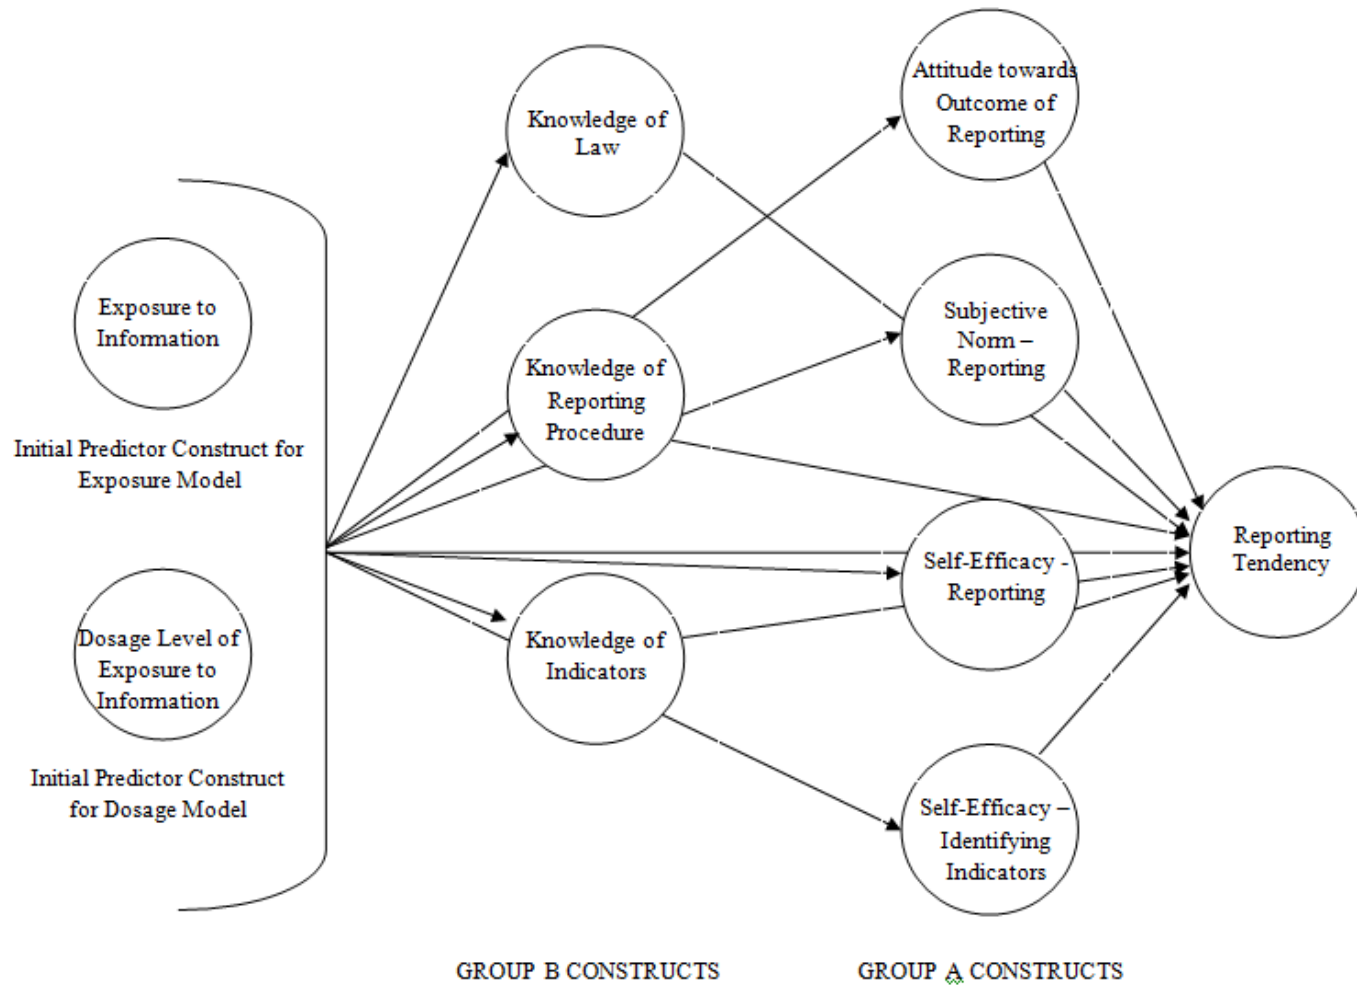 Exposure to
Information
Initial Predictor Construct for
Exposure Model
Dosage Level of
Exposure to
Information
Initial Predictor Construct
for Dosage Model
Knowledge of
Law
Knowledge of
Reporting
Procedure
Knowledge of
Indicators
GROUP B CONSTRUCTS
Attitude towards
Outcome of
Reporting
Subjective
Norm –
Reporting
Self-Efficacy -
Reporting
Self-Efficacy –
Identifying
Indicators
GROUP A CONSTRUCTS
Reporting
Tendency